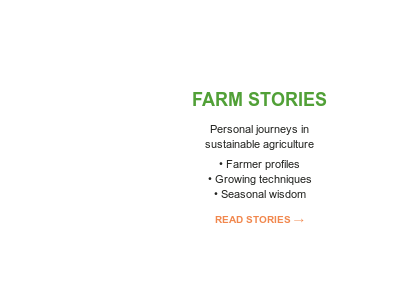 FARM STORIES
Personal journeys in
sustainable agriculture
• Farmer profiles
• Growing techniques
• Seasonal wisdom
READ STORIES →